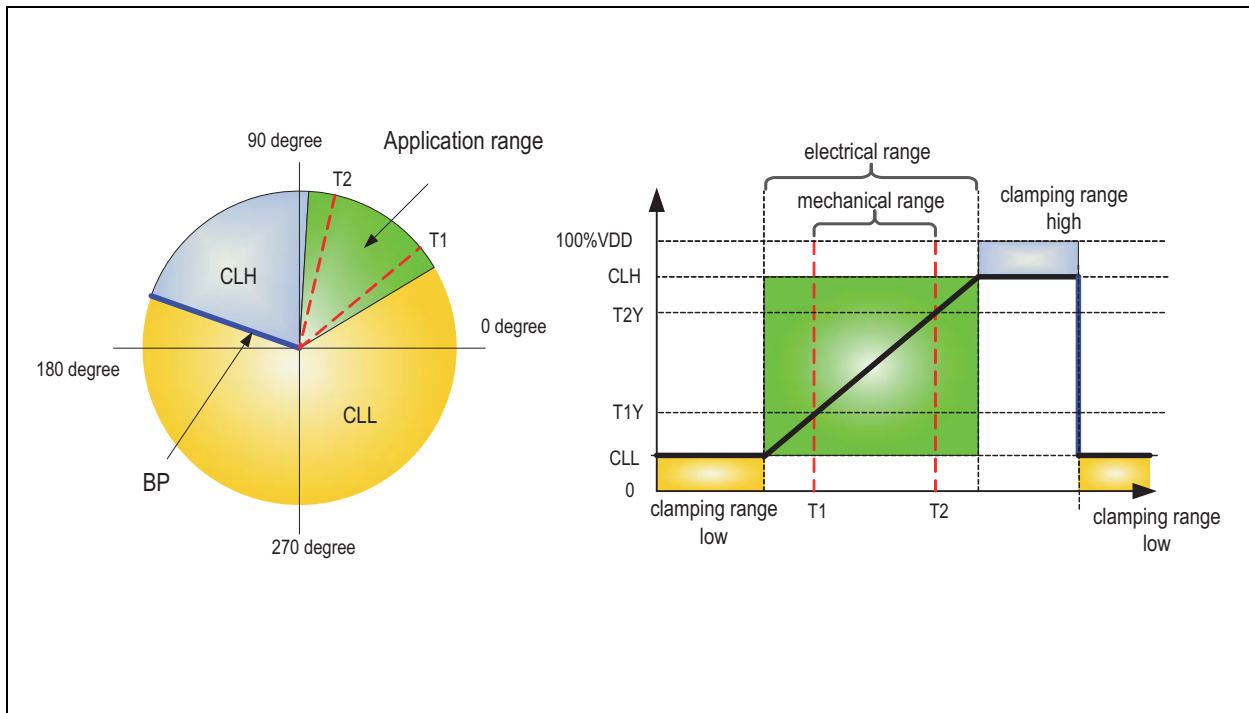 90 degree
Application range
T2
T1
CLH
0 degree
180 degree
CLL
BP
270 degree
electrical range
mechanical range
clamping range
high
100%VDD
CLH
T2Y
T1Y
CLL
0
clamping range
low
T1
T2
clamping range
low